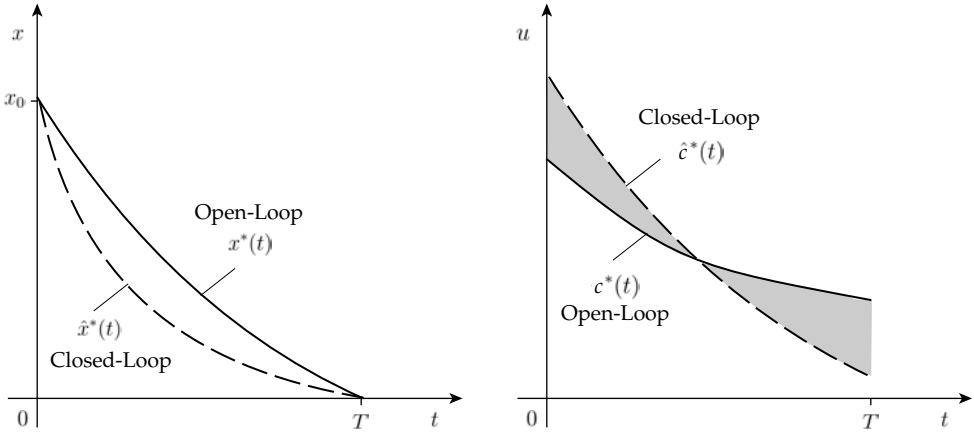 x
x₀
Open-Loop
x*(t)
x̂*(t)
Closed-Loop
0
T
t
u
Closed-Loop
ĉ*(t)
c*(t)
Open-Loop
0
T
t